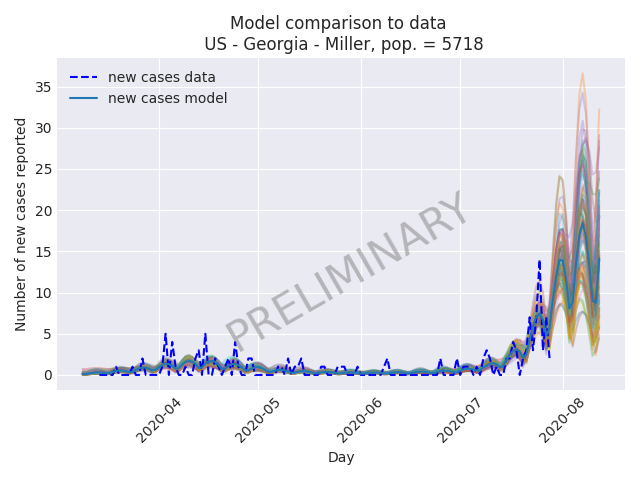 Model comparison to data
US - Georgia - Miller, pop. = 5718
new cases data
new cases model
Number of new cases reported
35
30
25
20
15
10
5
0
PRELIMINARY
2020-04
2020-05
2020-06
2020-07
2020-08
Day